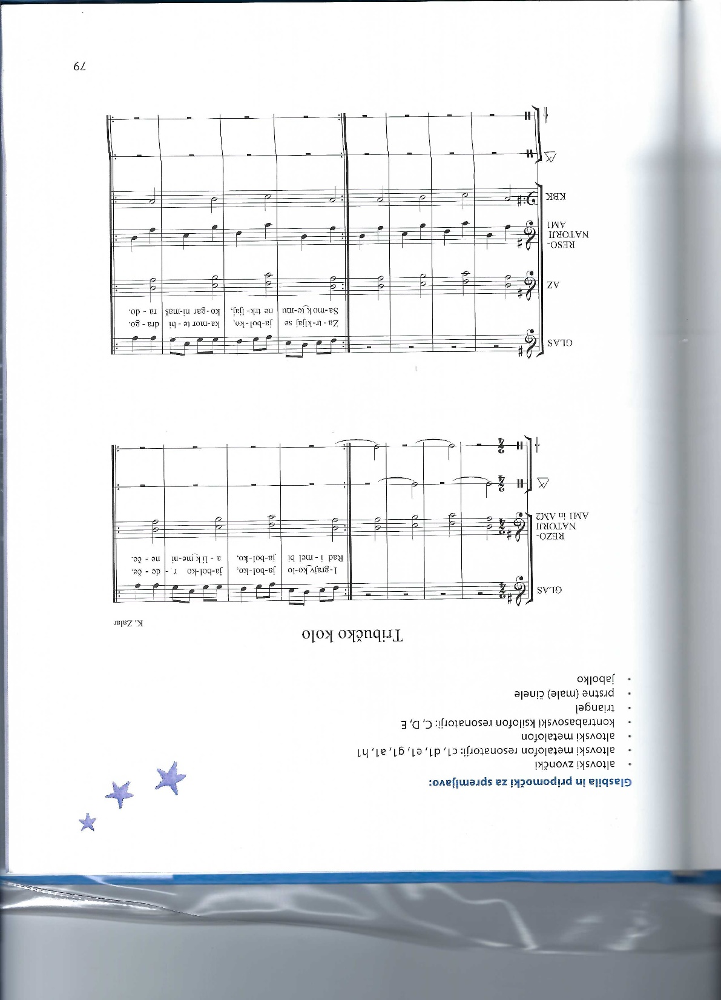 Glasbila in pripomočki za spremljavo:
• altovski zvončki
• altovski metalofon resonatorji: c1, d1, e1, g1, a1, h1
• altovski metalofon
• kontrabasovski ksilofon resonatorji: C, D, E
• triangel
• prstne (male) činele
• jabolko
Tribučko kolo
K. Zalar
GLAS
I-grajv ko-lo ja-bol-ko, ja-bol-ko r - de - če.
Rad i - mel bi ja-bol-ko, a - li k me-ni ne - če.
REZO-
NATORJI
AM1 in AM2
GLAS
Za - tr-kljaj se ja-bol-ko, ka-mor te - bi dra - go.
Sa-mo k te-mu ne trk - ljaj, ko-gar ni-maš ra - do.
AZ
RESO-
NATORJI
AM1
KBK
79